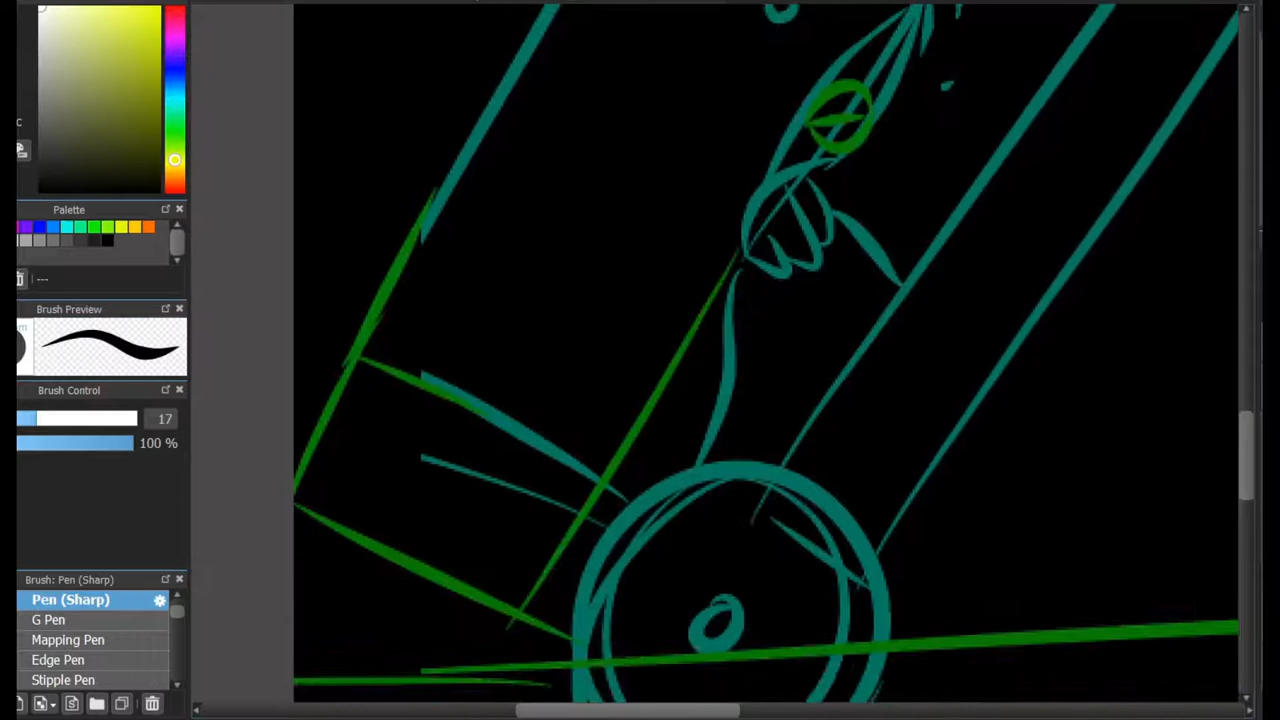 c
Palette
---
Brush Preview
m
Brush Control
17
100 %
Brush: Pen (Sharp)
Pen (Sharp)
G Pen
Mapping Pen
Edge Pen
Stipple Pen